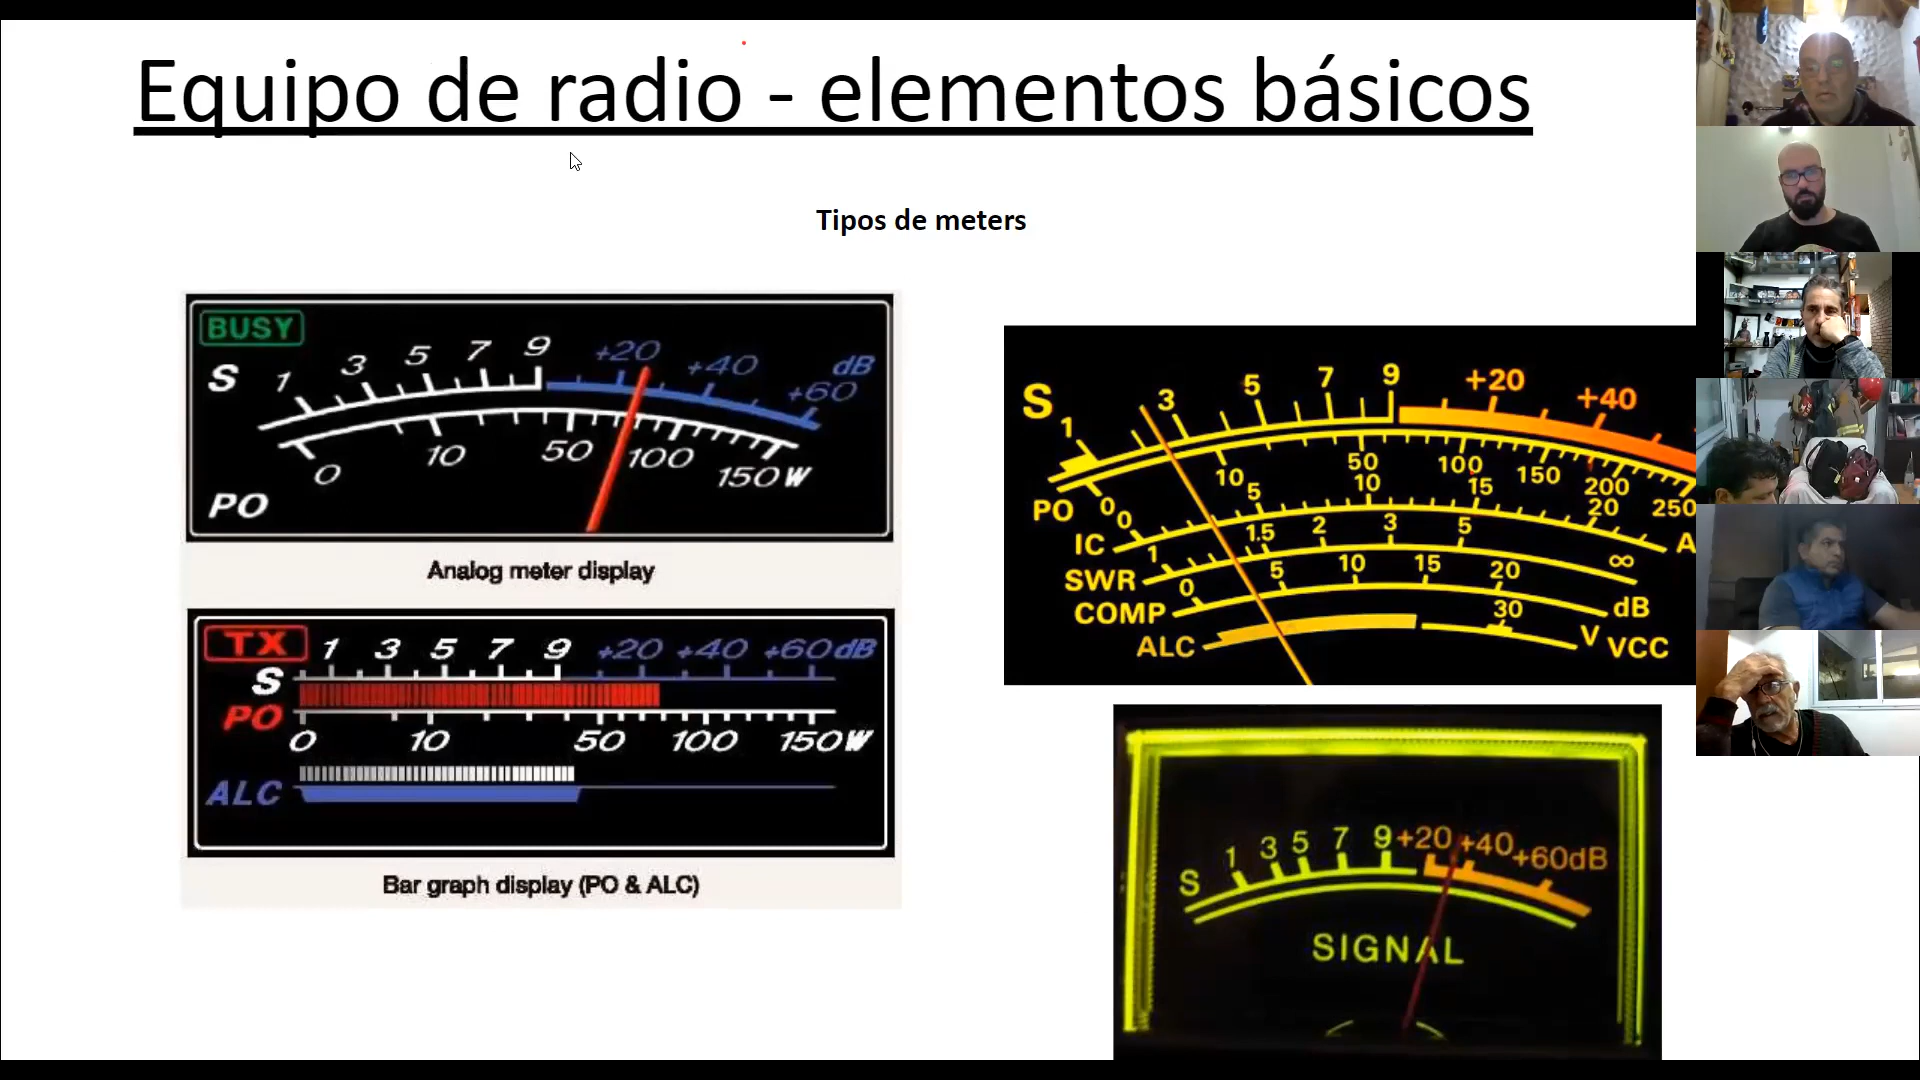 Equipo de radio - elementos básicos
Tipos de meters
BUSY
S 1 3 5 7 9 +20 +40 +60 dB
0 10 50 100 150 W
PO
Analog meter display
TX 1 3 5 7 9 +20 +40 +60 dB
S
PO
0 10 50 100 150 W
ALC
Bar graph display (PO & ALC)
S 1 3 5 7 9 +20 +40
PO 0 10 50 100 150 200 250
IC 0 5 10 15 20 A
SWR 1 1.5 2 3 5 ∞
COMP 0 5 10 15 20 dB
ALC 30 V VCC
S 1 3 5 7 9 +20 +40 +60dB
SIGNAL